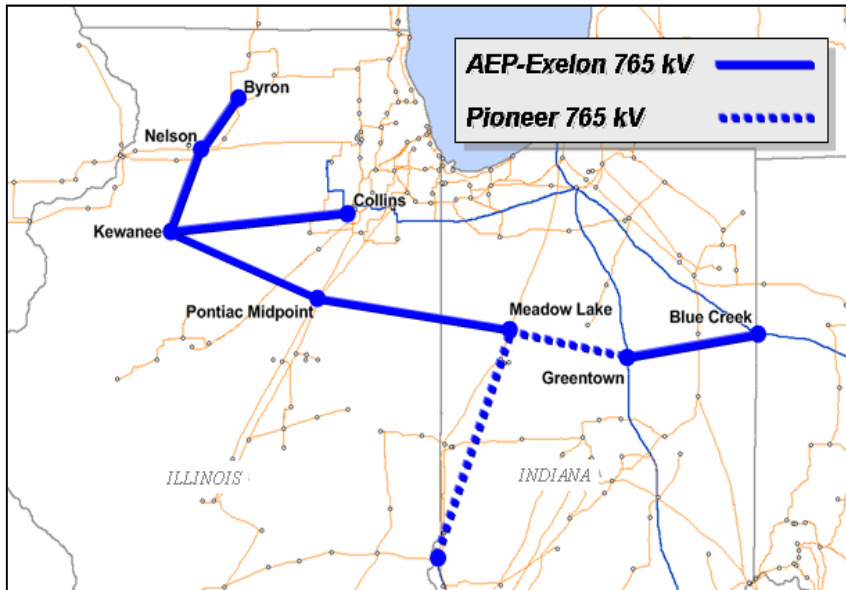 AEP-Exelon 765 kV
Pioneer 765 kV
Byron
Nelson
Collins
Kewanee
Pontiac Midpoint
Meadow Lake
Blue Creek
Greentown
ILLINOIS
INDIANA